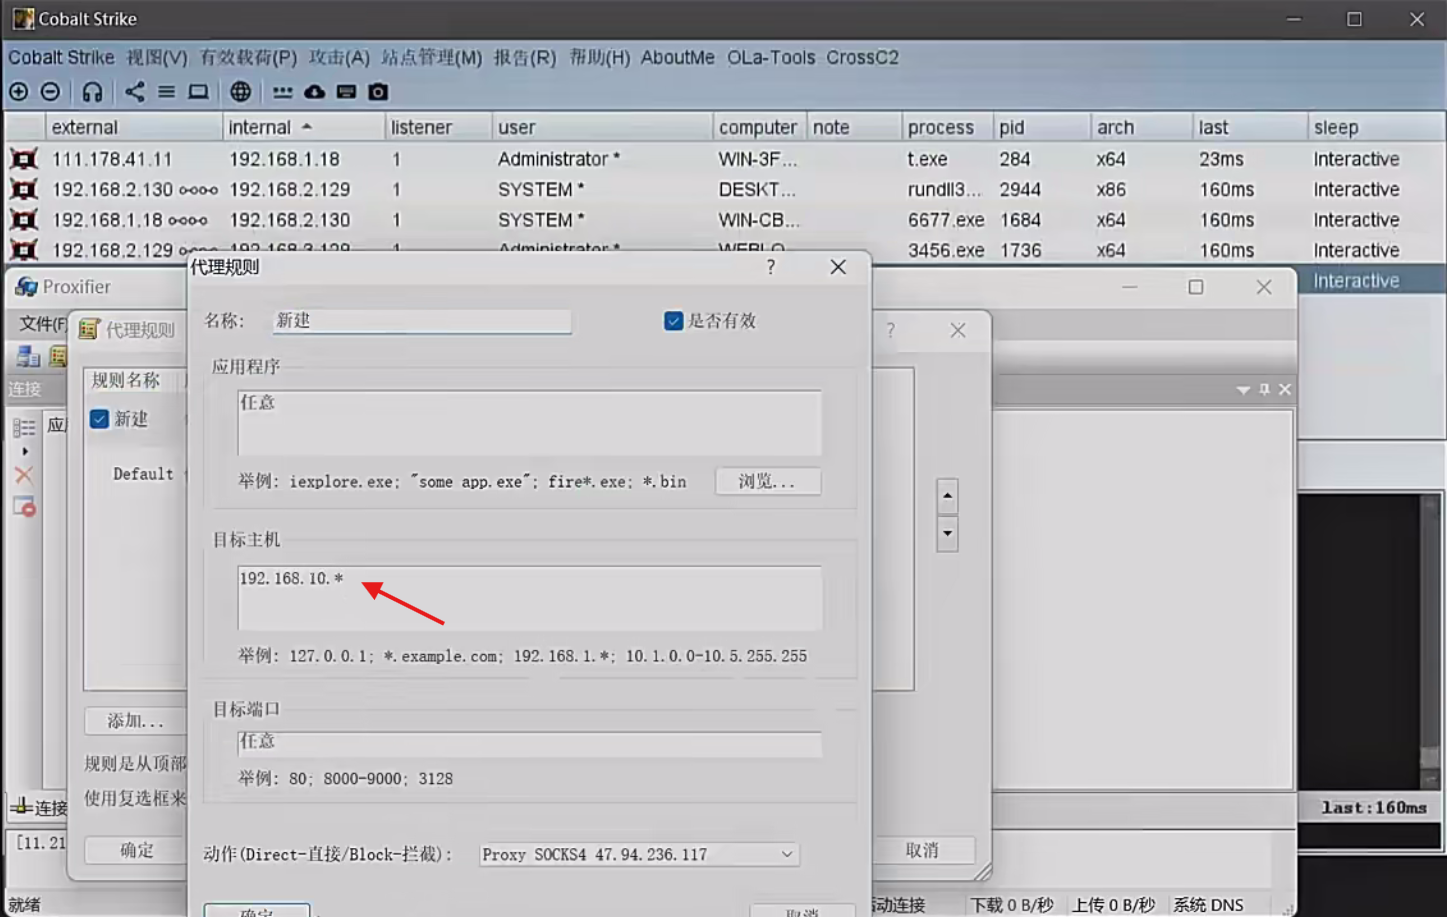 Cobalt Strike
Cobalt Strike 视图(V) 有效载荷(P) 攻击(A) 站点管理(M) 报告(R) 帮助(H) AboutMe OLa-Tools CrossC2
external internal listener user computer note process pid arch last sleep
111.178.41.11 192.168.1.18 1 Administrator * WIN-3F... t.exe 284 x64 23ms Interactive
192.168.2.130 192.168.2.129 1 SYSTEM * DESKT... rundll3... 2944 x86 160ms Interactive
192.168.1.18 192.168.2.130 1 SYSTEM * WIN-CB... 6677.exe 1684 x64 160ms Interactive
192.168.2.129 192.168.3.129 1 Administrator * WEBLO... 3456.exe 1736 x64 160ms Interactive
Interactive
Proxifier
文件(F
连接
代理规则
规则名称
新建
Default
添加...
规则是从顶部
使用复选框来
确定
取消
代理规则
名称: 新建 是否有效
应用程序
任意
举例: iexplore.exe; "some app.exe"; fire*.exe; *.bin 浏览...
目标主机
192.168.10.*
举例: 127.0.0.1; *.example.com; 192.168.1.*; 10.1.0.0-10.5.255.255
目标端口
任意
举例: 80; 8000-9000; 3128
动作(Direct-直接/Block-拦截): Proxy SOCKS4 47.94.236.117
确定 取消
应
连接
[11.21
last:160ms
就绪 动连接 下载 0 B/秒 上传 0 B/秒 系统 DNS